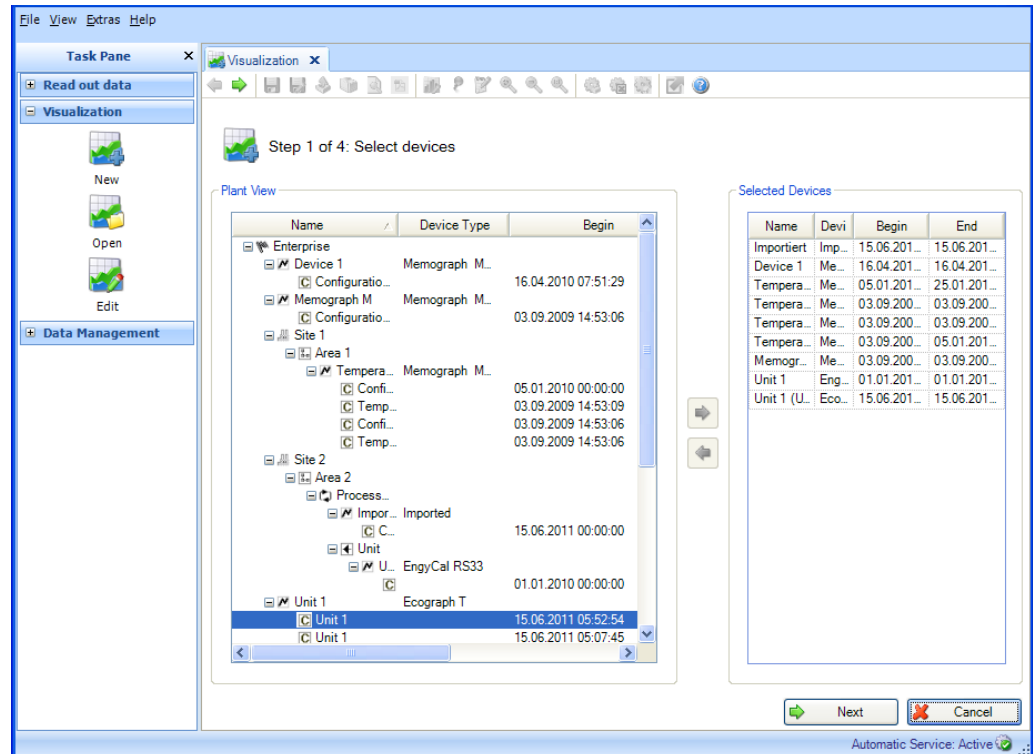 File View Extras Help
Task Pane
Visualization
Read out data
Visualization
New
Open
Edit
Data Management
Step 1 of 4: Select devices
Plant View
Name Device Type Begin
Enterprise
Device 1 Memograph M...
C Configuratio... 16.04.2010 07:51:29
Memograph M Memograph M...
C Configuratio... 03.09.2009 14:53:06
Site 1
Area 1
Tempera... Memograph M...
C Confi... 05.01.2010 00:00:00
C Temp... 03.09.2009 14:53:09
C Confi... 03.09.2009 14:53:06
C Temp... 03.09.2009 14:53:06
Site 2
Area 2
Process...
Impor... Imported
C C... 15.06.2011 00:00:00
Unit
U... EngyCal RS33
C 01.01.2010 00:00:00
Unit 1 Ecograph T
C Unit 1 15.06.2011 05:52:54
C Unit 1 15.06.2011 05:07:45
Selected Devices
Name Devi Begin End
Importiert Imp... 15.06.201... 15.06.201...
Device 1 Me... 16.04.201... 16.04.201...
Tempera... Me... 05.01.201... 25.01.201...
Tempera... Me... 03.09.200... 03.09.200...
Tempera... Me... 03.09.200... 03.09.200...
Tempera... Me... 03.09.200... 05.01.201...
Memogr... Me... 03.09.200... 03.09.200...
Unit 1 Eng... 01.01.201... 01.01.201...
Unit 1 (U... Eco... 15.06.201... 15.06.201...
Next
Cancel
Automatic Service: Active